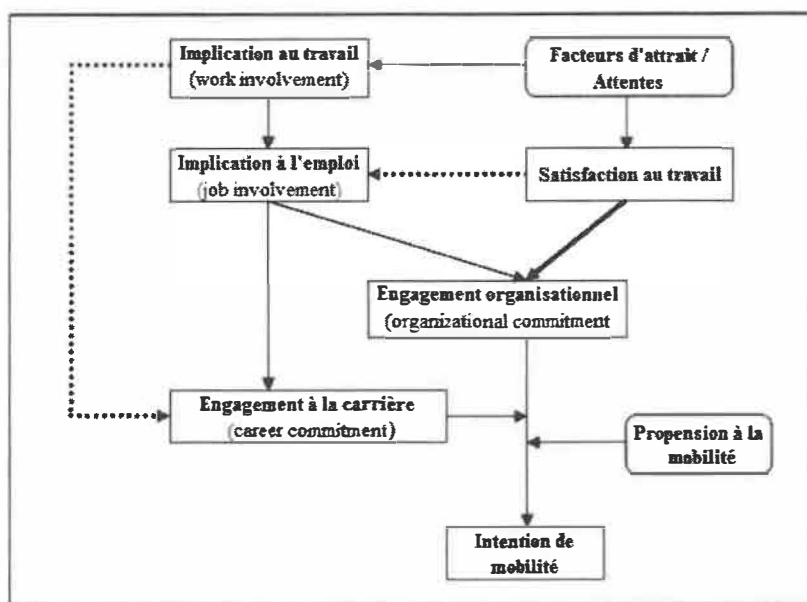 Implication au travail
(work involvement)
Facteurs d'attrait /
Attentes
Implication à l'emploi
(job involvement)
Satisfaction au travail
Engagement organisationnel
(organizational commitment
Engagement à la carrière
(career commitment)
Propension à la
mobilité
Intention de
mobilité